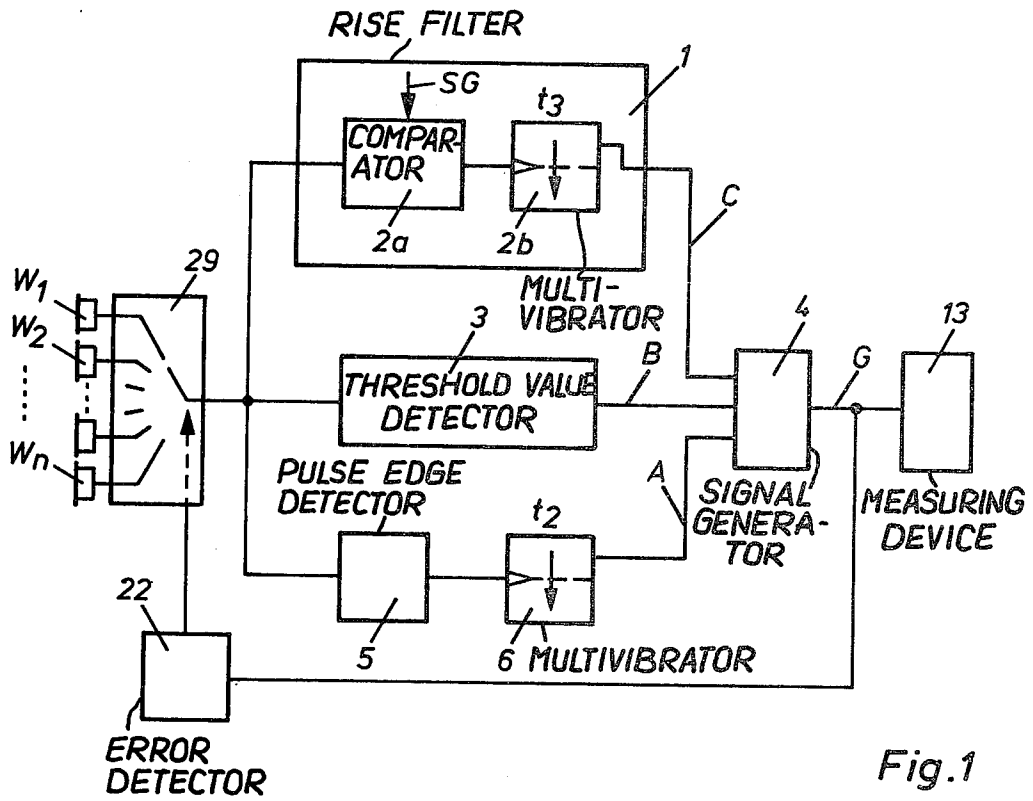 RISE FILTER
1
SG
t3
COMPAR-
ATOR
2a
2b
C
MULTI-
VIBRATOR
29
W1
W2
Wn
3
THRESHOLD VALUE
DETECTOR
B
4
G
13
PULSE EDGE
DETECTOR
A
SIGNAL
GENERA-
TOR
MEASURING
DEVICE
t2
5
6 MULTIVIBRATOR
22
ERROR
DETECTOR
Fig.1